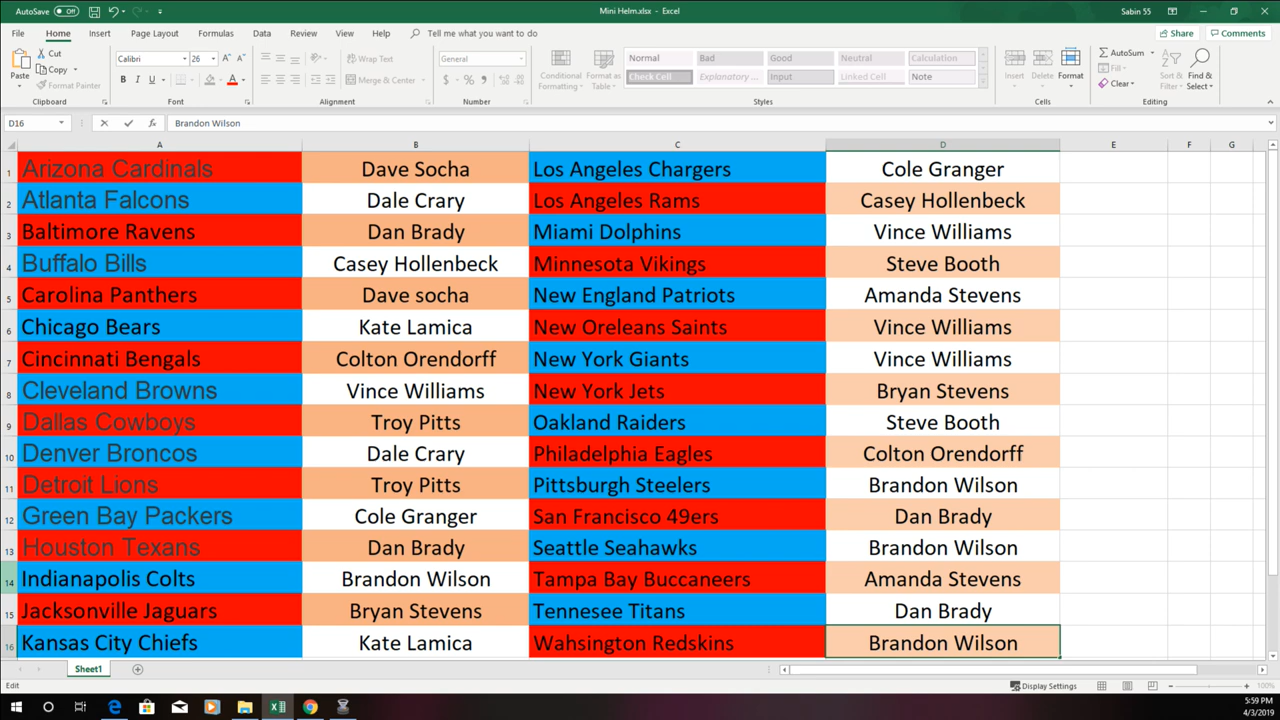 AutoSave Off Mini Helm.xlsx - Excel Sabin 55
File Home Insert Page Layout Formulas Data Review View Help Tell me what you want to do Share Comments
Paste Cut Copy Format Painter Clipboard
Calibri 26 B I U A Font
Wrap Text Merge & Center Alignment
General $ % Number
Conditional Formatting Format as Table Normal Bad Good Neutral Calculation
Check Cell Explanatory ... Input Linked Cell Note Styles
Insert Delete Format Cells
AutoSum Fill Clear Sort & Filter Find & Select Editing
D16 fx Brandon Wilson
A B C D E F G
1 Arizona Cardinals Dave Socha Los Angeles Chargers Cole Granger
2 Atlanta Falcons Dale Crary Los Angeles Rams Casey Hollenbeck
3 Baltimore Ravens Dan Brady Miami Dolphins Vince Williams
4 Buffalo Bills Casey Hollenbeck Minnesota Vikings Steve Booth
5 Carolina Panthers Dave socha New England Patriots Amanda Stevens
6 Chicago Bears Kate Lamica New Oreleans Saints Vince Williams
7 Cincinnati Bengals Colton Orendorff New York Giants Vince Williams
8 Cleveland Browns Vince Williams New York Jets Bryan Stevens
9 Dallas Cowboys Troy Pitts Oakland Raiders Steve Booth
10 Denver Broncos Dale Crary Philadelphia Eagles Colton Orendorff
11 Detroit Lions Troy Pitts Pittsburgh Steelers Brandon Wilson
12 Green Bay Packers Cole Granger San Francisco 49ers Dan Brady
13 Houston Texans Dan Brady Seattle Seahawks Brandon Wilson
14 Indianapolis Colts Brandon Wilson Tampa Bay Buccaneers Amanda Stevens
15 Jacksonville Jaguars Bryan Stevens Tennesee Titans Dan Brady
16 Kansas City Chiefs Kate Lamica Wahsington Redskins Brandon Wilson
Sheet1
Edit Display Settings 100%
5:59 PM
4/3/2019